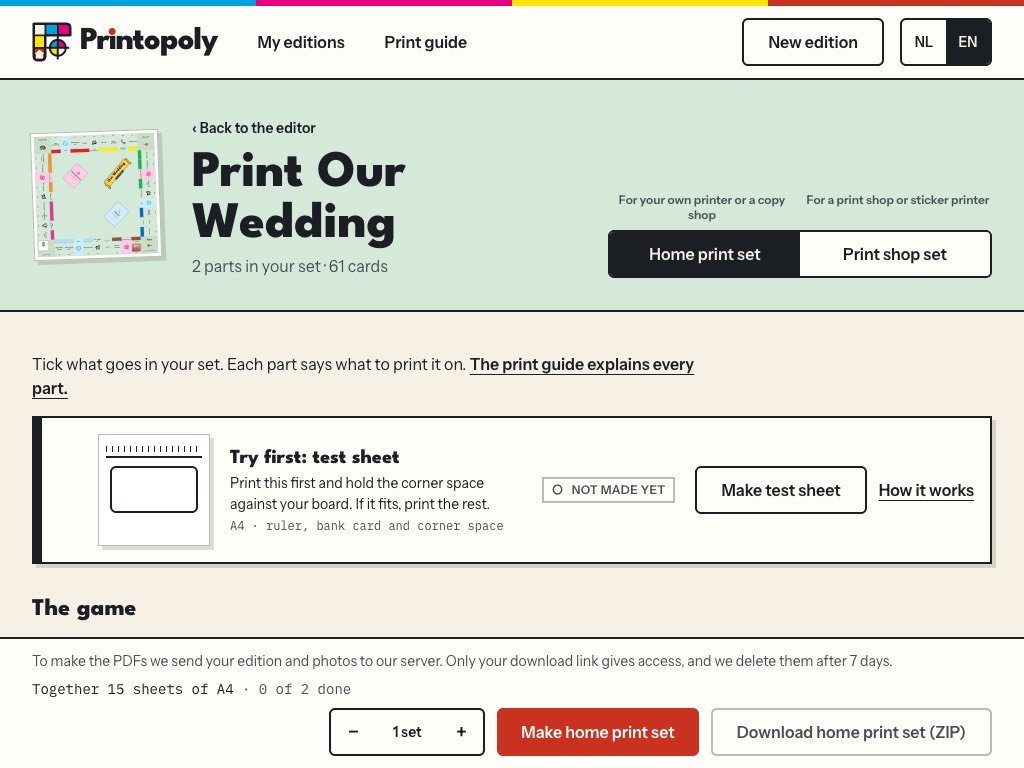 Printopoly
My editions
Print guide
New edition
NL
EN
‹ Back to the editor
Print Our
Wedding
2 parts in your set · 61 cards
For your own printer or a copy
shop
For a print shop or sticker printer
Home print set
Print shop set
Tick what goes in your set. Each part says what to print it on. The print guide explains every
part.
Try first: test sheet
Print this first and hold the corner space
against your board. If it fits, print the rest.
A4 · ruler, bank card and corner space
NOT MADE YET
Make test sheet
How it works
The game
To make the PDFs we send your edition and photos to our server. Only your download link gives access, and we delete them after 7 days.
Together 15 sheets of A4 · 0 of 2 done
− 1 set +
Make home print set
Download home print set (ZIP)